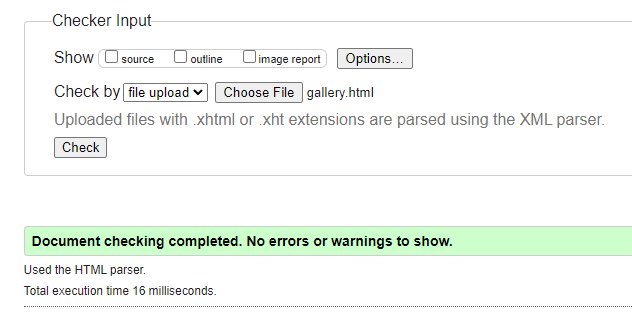 Checker Input
Show source outline image report Options...
Check by file upload Choose File gallery.html
Uploaded files with .xhtml or .xht extensions are parsed using the XML parser.
Check
Document checking completed. No errors or warnings to show.
Used the HTML parser.
Total execution time 16 milliseconds.